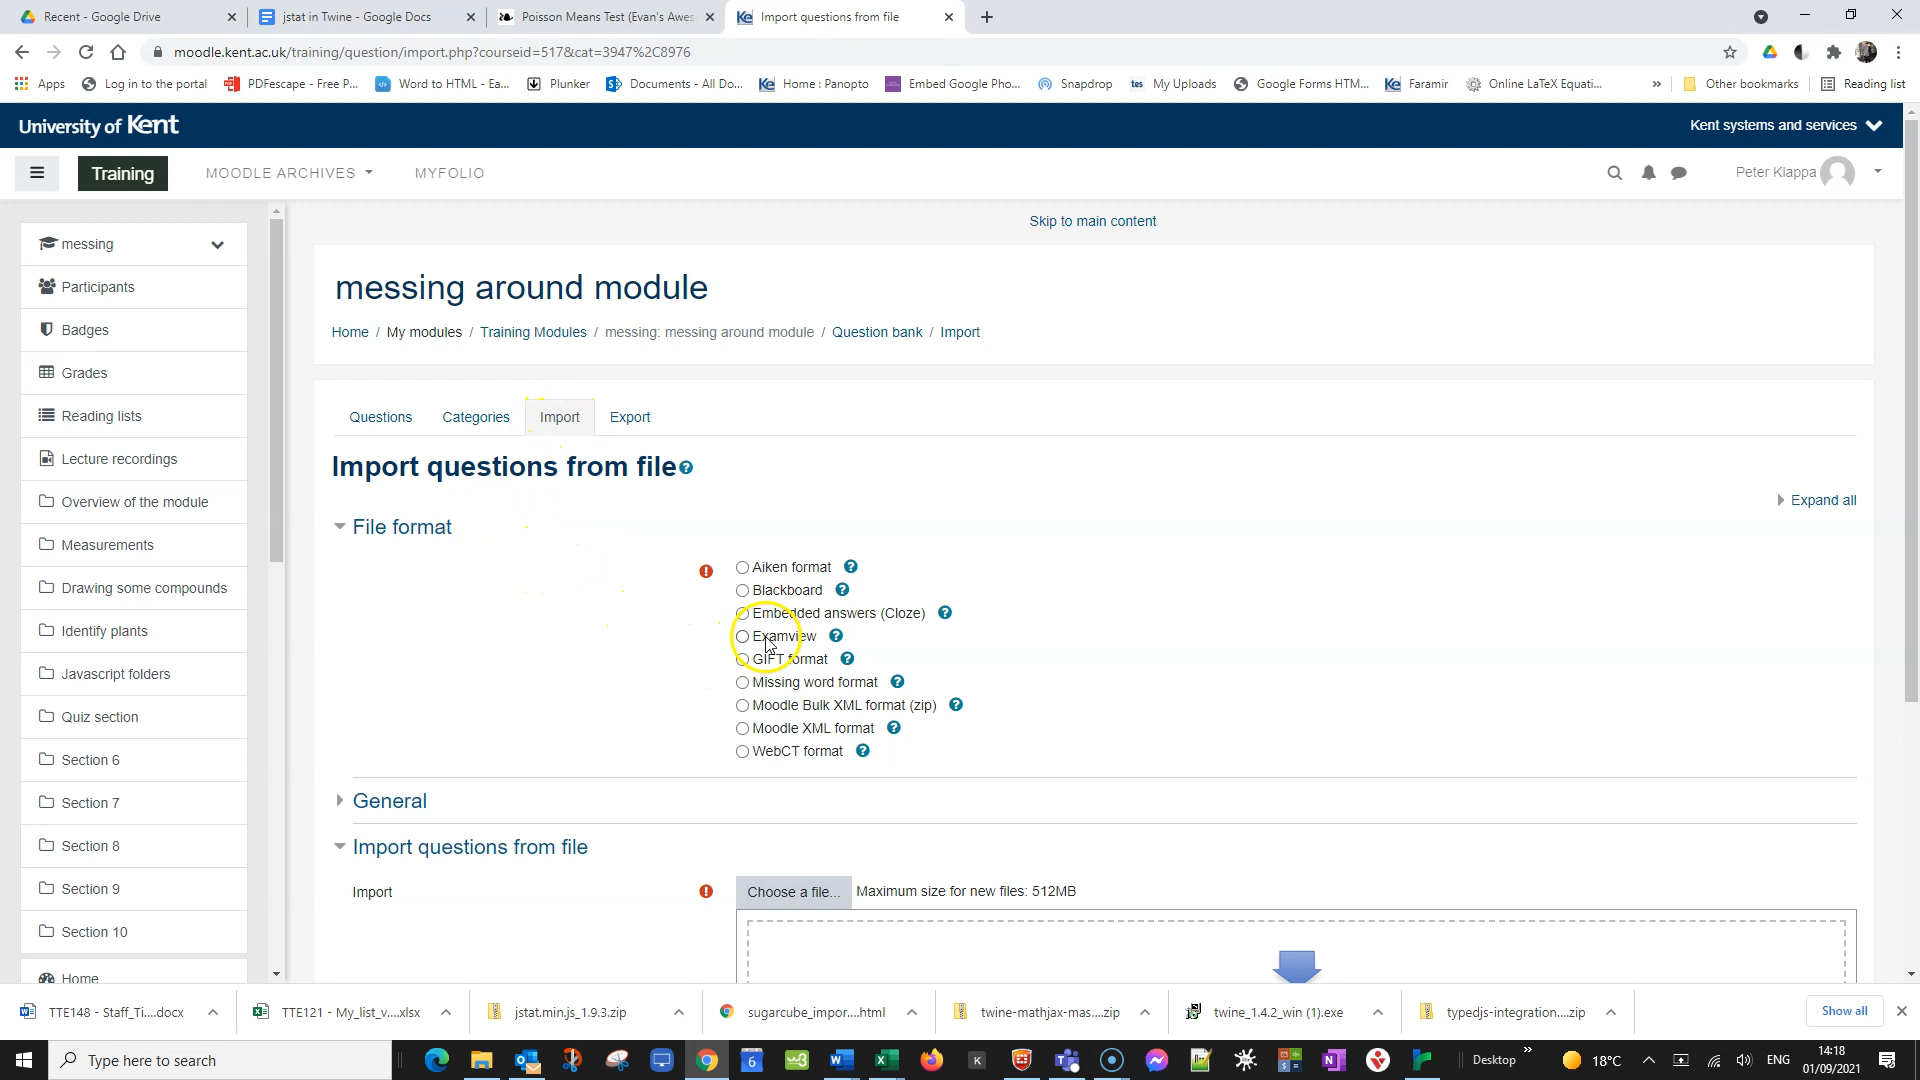 Recent - Google Drive
jstat in Twine - Google Docs
Poisson Means Test (Evan's Awes
Import questions from file
moodle.kent.ac.uk/training/question/import.php?courseid=517&cat=3947%2C8976
Apps
Log in to the portal
PDFescape - Free P...
Word to HTML - Ea...
Plunker
Documents - All Do...
Home : Panopto
Embed Google Pho...
Snapdrop
tes My Uploads
Google Forms HTM...
Faramir
Online LaTeX Equati...
»
Other bookmarks
Reading list
University of Kent
Kent systems and services
Training
MOODLE ARCHIVES
MYFOLIO
Peter Klappa
Skip to main content
messing
Participants
Badges
Grades
Reading lists
Lecture recordings
Overview of the module
Measurements
Drawing some compounds
Identify plants
Javascript folders
Quiz section
Section 6
Section 7
Section 8
Section 9
Section 10
Home
messing around module
Home / My modules / Training Modules / messing: messing around module / Question bank / Import
Questions
Categories
Import
Export
Import questions from file
Expand all
File format
Aiken format
Blackboard
Embedded answers (Cloze)
Examview
GIFT format
Missing word format
Moodle Bulk XML format (zip)
Moodle XML format
WebCT format
General
Import questions from file
Import
Choose a file...
Maximum size for new files: 512MB
TTE148 - Staff_Ti....docx
TTE121 - My_list_v....xlsx
jstat.min.js_1.9.3.zip
sugarcube_impor....html
twine-mathjax-mas....zip
twine_1.4.2_win (1).exe
typedjs-integration....zip
Show all
Type here to search
Desktop
»
18°C
ENG
14:18
01/09/2021